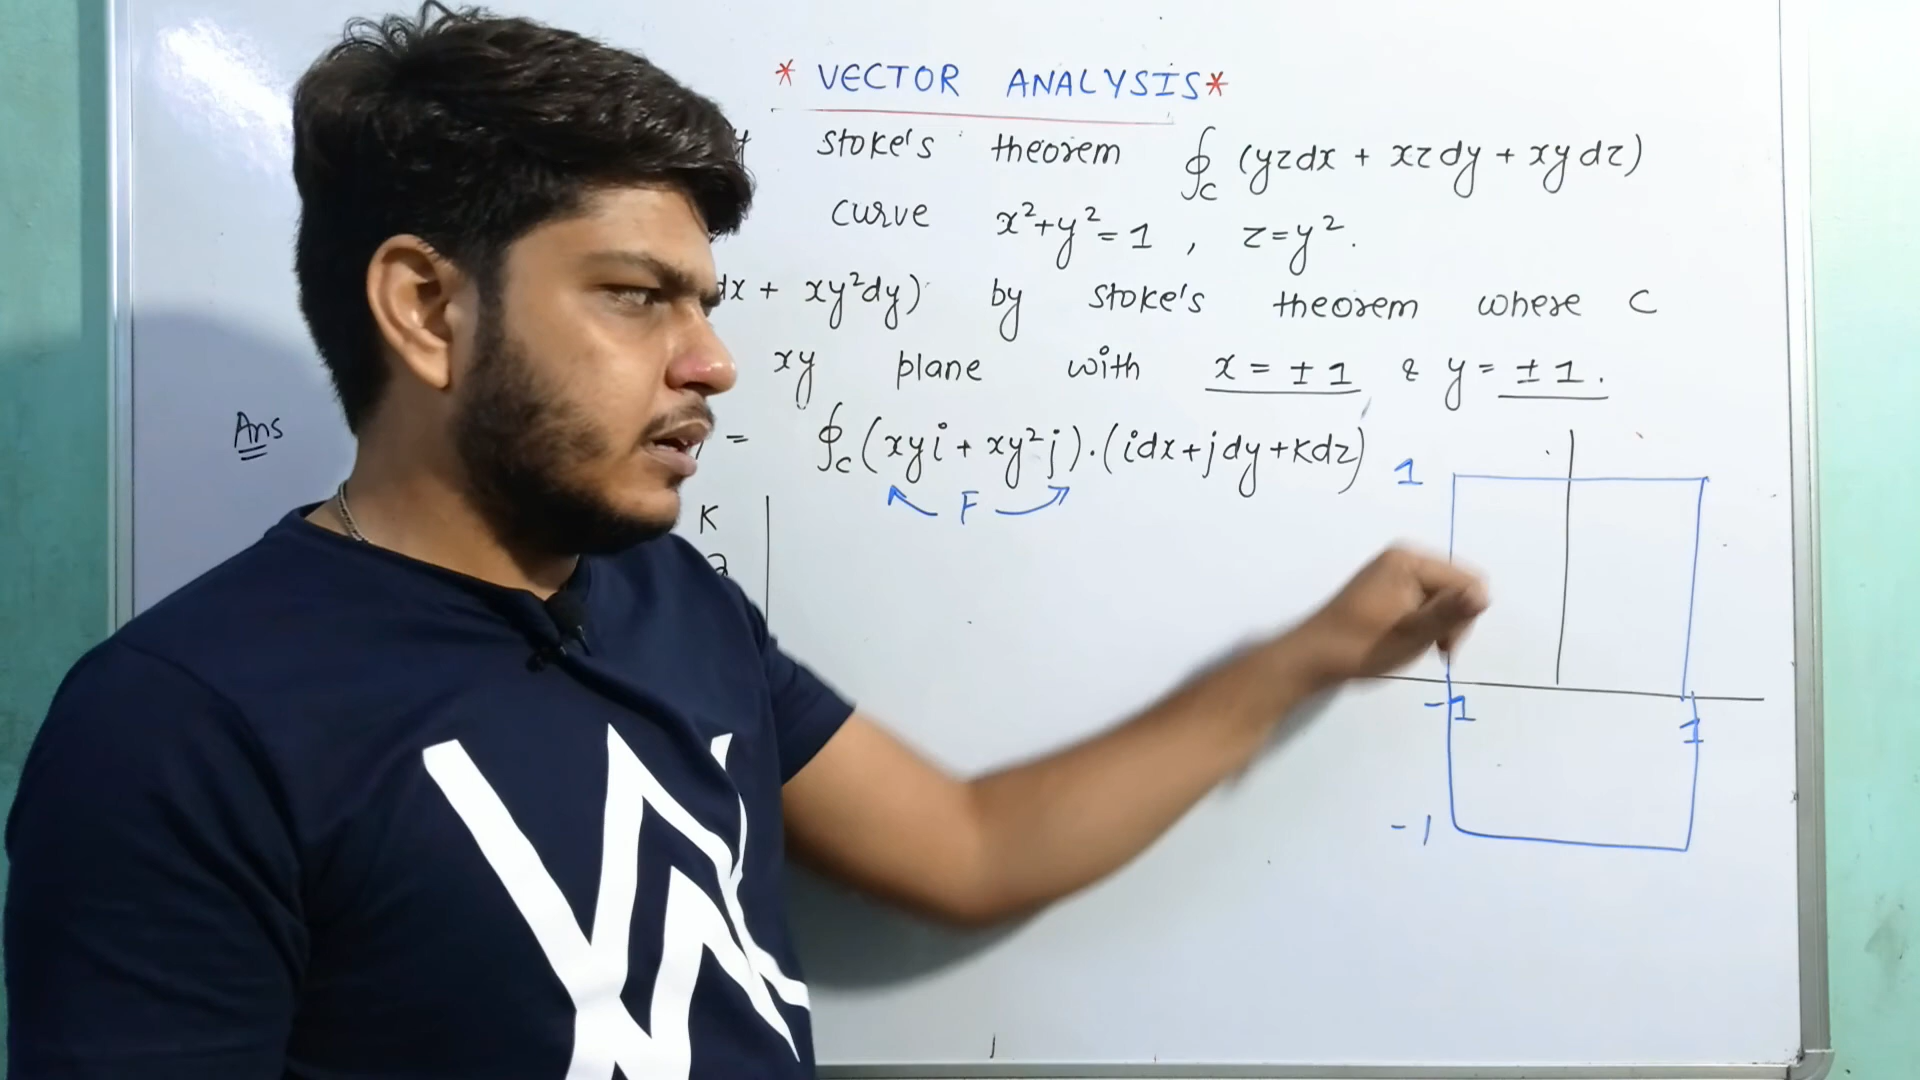 * VECTOR ANALYSIS *
stoke's theorem ∮c (yzdx + xzdy + xydz)
curve x²+y²=1 , z=y².
dx + xy²dy) by stoke's theorem where C
xy plane with x = ±1 & y = ±1.
Ans = ∮c (xyi + xy²j).(idx+jdy+kdz)
F
K
1
-1 1
-1